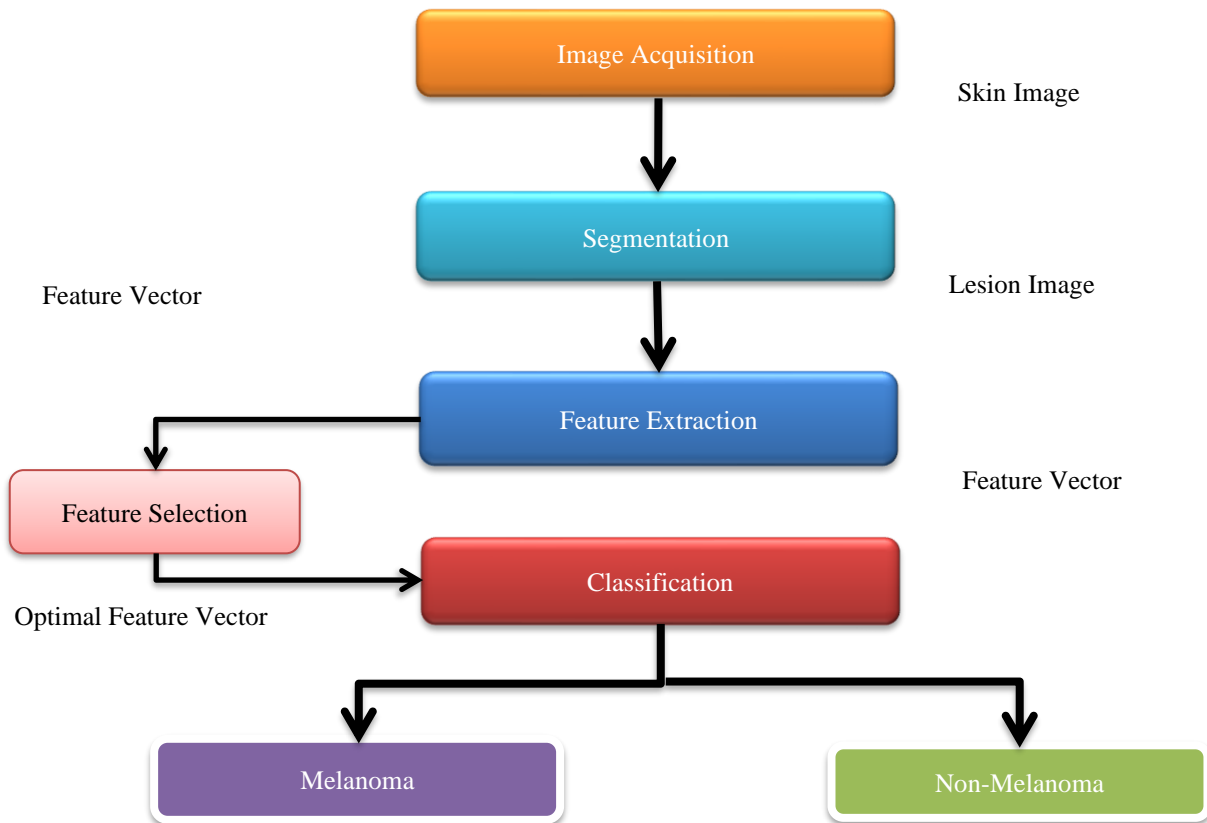 Image Acquisition
Skin Image
Segmentation
Lesion Image
Feature Vector
Feature Extraction
Feature Vector
Feature Selection
Classification
Optimal Feature Vector
Melanoma
Non-Melanoma